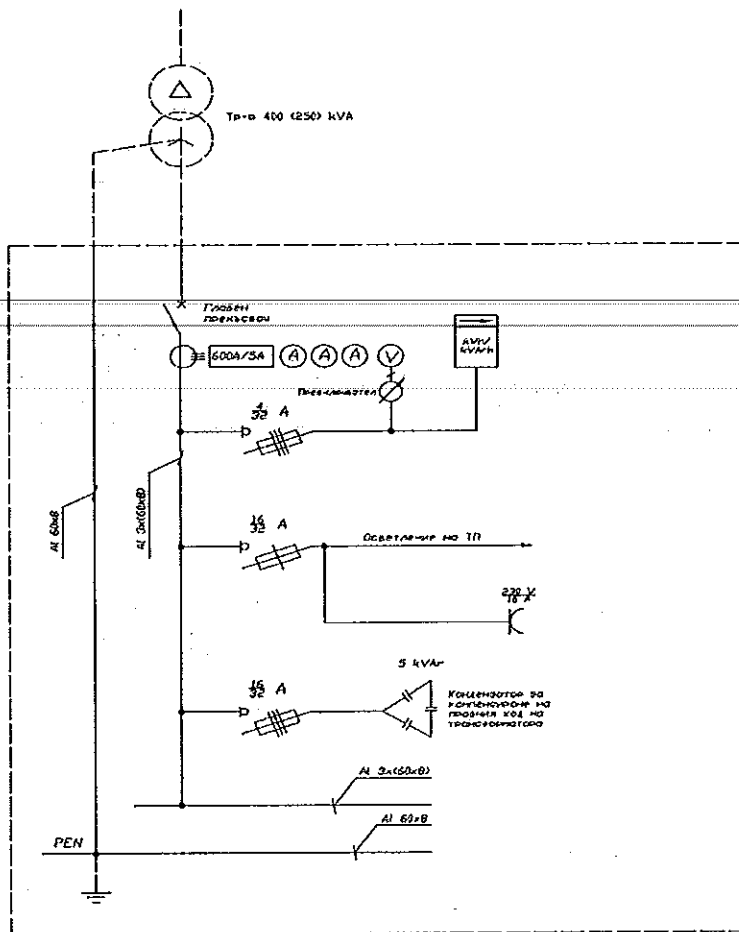 Тр-р 400 (250) kVA
Главен
прекъсвач
600A/5A
A
A
A
V
kWh/
kVArh
Превключвател
4
32 A
Al 60x8
Al 3x(60x8)
16
32 A
Осветление на ТП
220 V
16 A
16
32 A
5 kVAr
Кондензатор за
компенсиране на
празния ход на
трансформатора
Al 3x(60x8)
Al 60x8
PEN